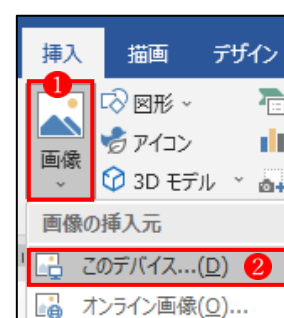 挿入 描画 デザイン
1
図形
アイコン
画像
3D モデル
画像の挿入元
このデバイス...(D) 2
オンライン画像(O)...